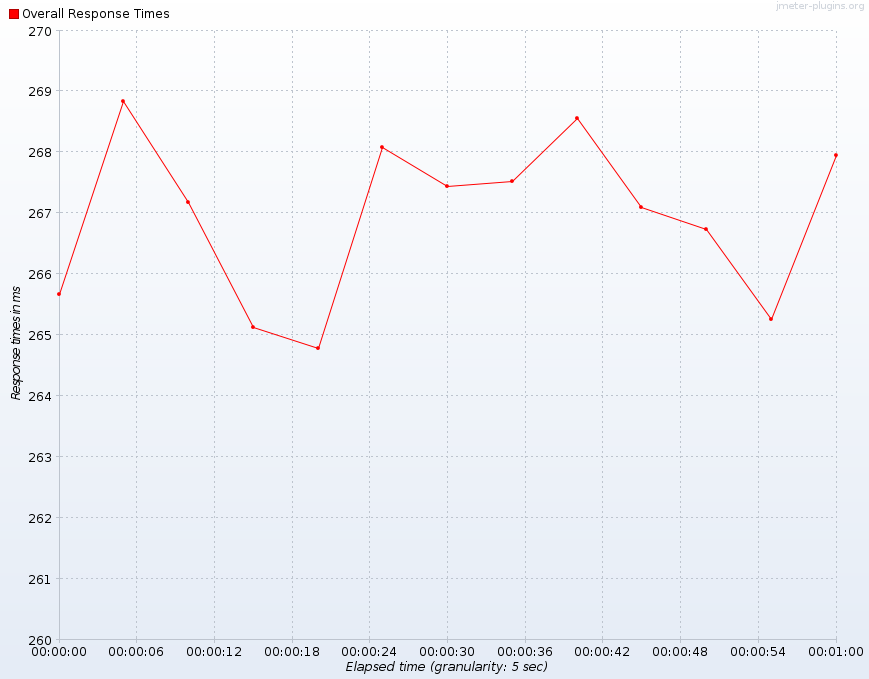 jmeter-plugins.org
Overall Response Times
270
269
268
267
266
265
264
263
262
261
260
Response times in ms
00:00:00 00:00:06 00:00:12 00:00:18 00:00:24 00:00:30 00:00:36 00:00:42 00:00:48 00:00:54 00:01:00
Elapsed time (granularity: 5 sec)